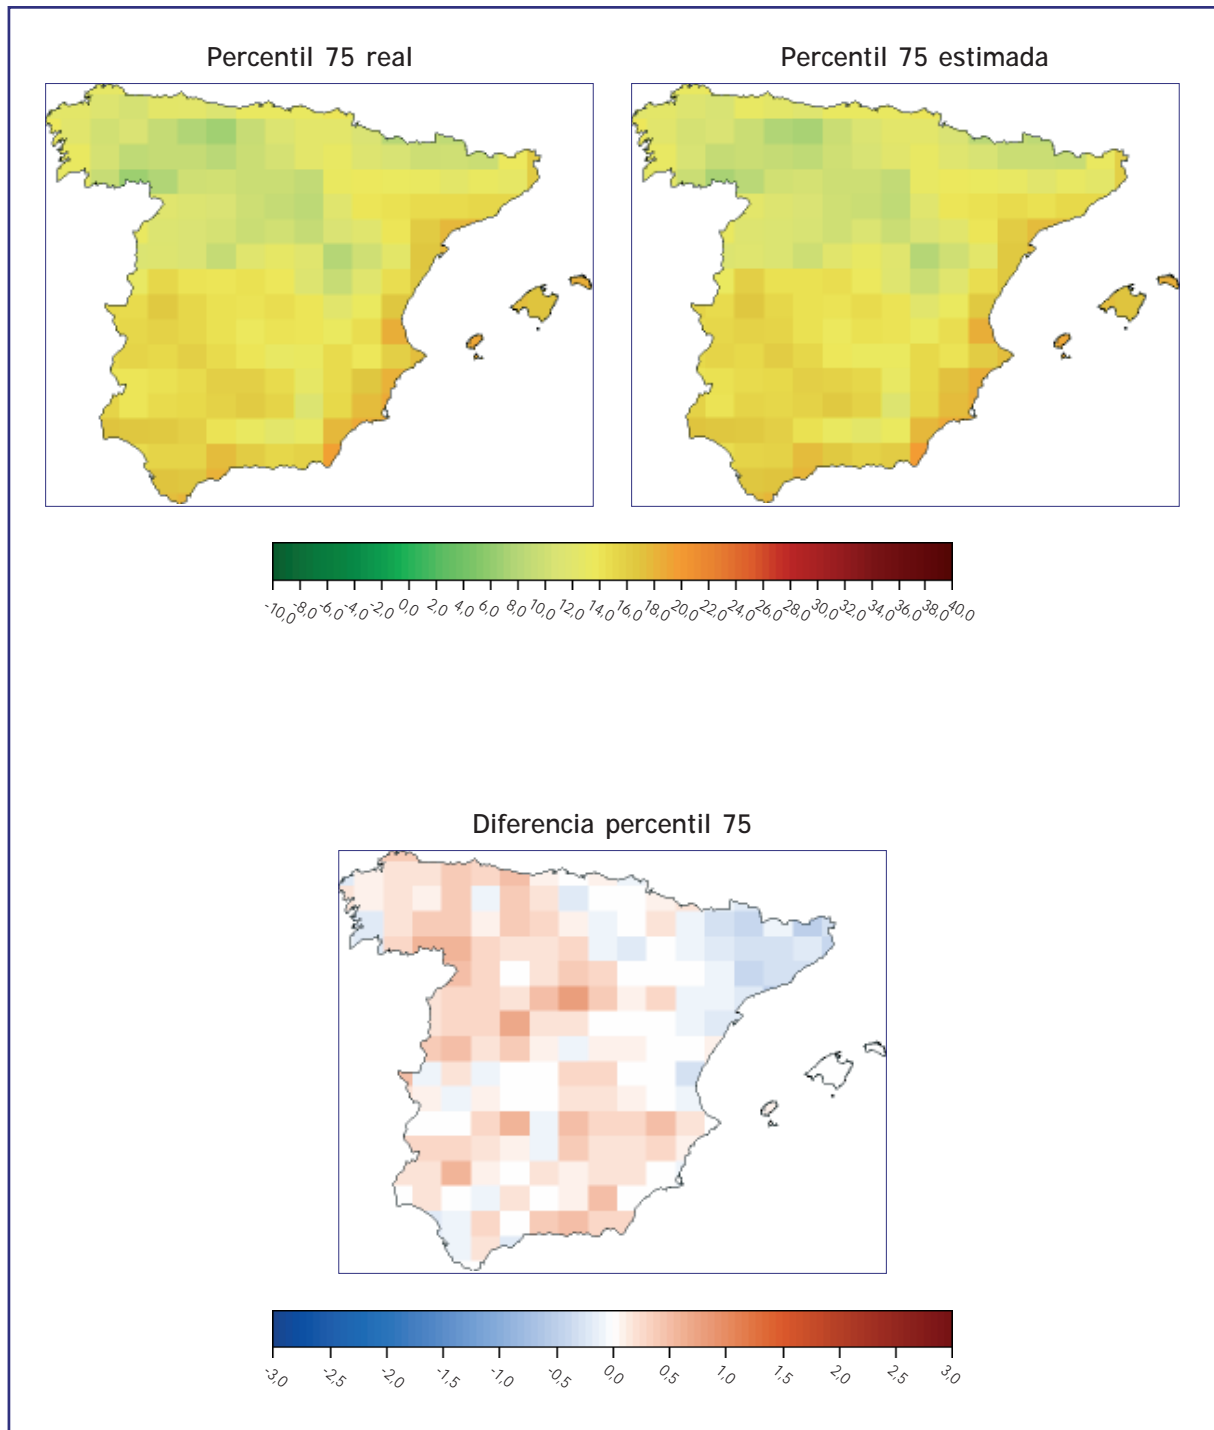 Percentil 75 real
Percentil 75 estimada
-10,0 -8,0 -6,0 -4,0 -2,0 0,0 2,0 4,0 6,0 8,0 10,0 12,0 14,0 16,0 18,0 20,0 22,0 24,0 26,0 28,0 30,0 32,0 34,0 36,0 38,0 40,0
Diferencia percentil 75
-3,0 -2,5 -2,0 -1,5 -1,0 -0,5 0,0 0,5 1,0 1,5 2,0 2,5 3,0